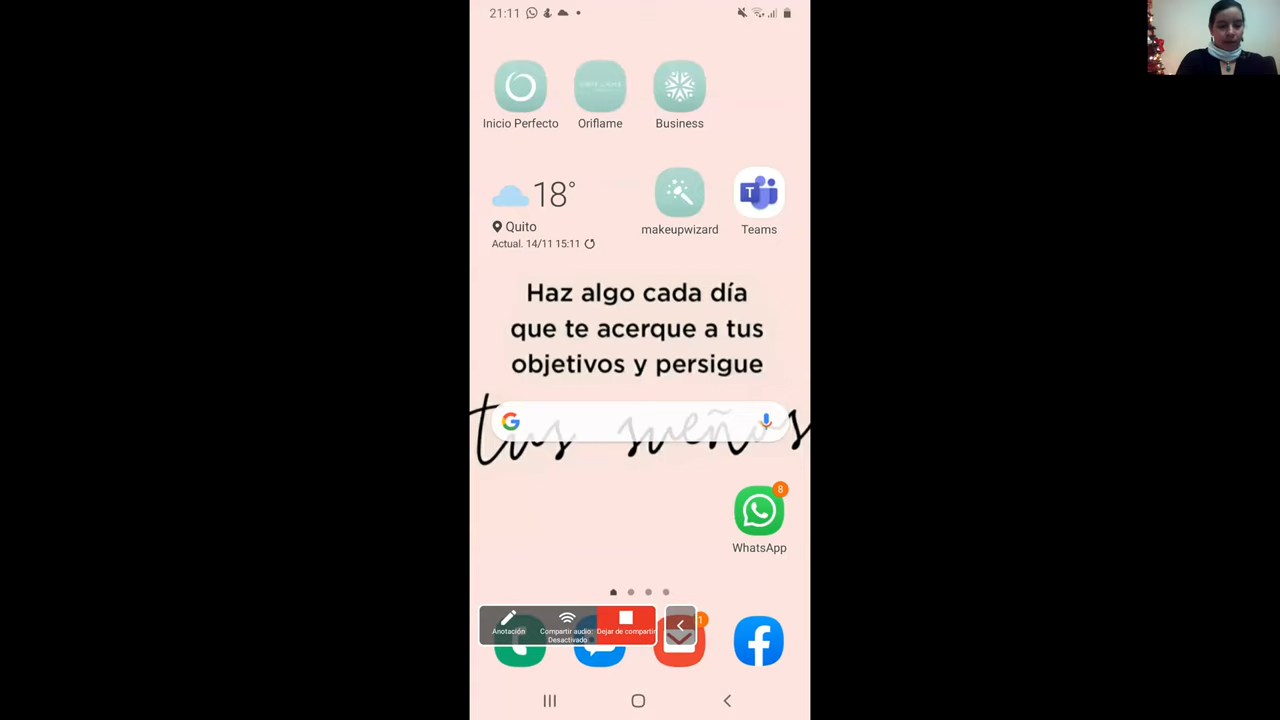 21:11
Inicio Perfecto
Oriflame
Business
18°
Quito
Actual. 14/11 15:11
makeupwizard
T
Teams
Haz algo cada día
que te acerque a tus
objetivos y persigue
tus sueños
G
8
WhatsApp
Anotación
Compartir audio:
Desactivado
Dejar de compartir
1